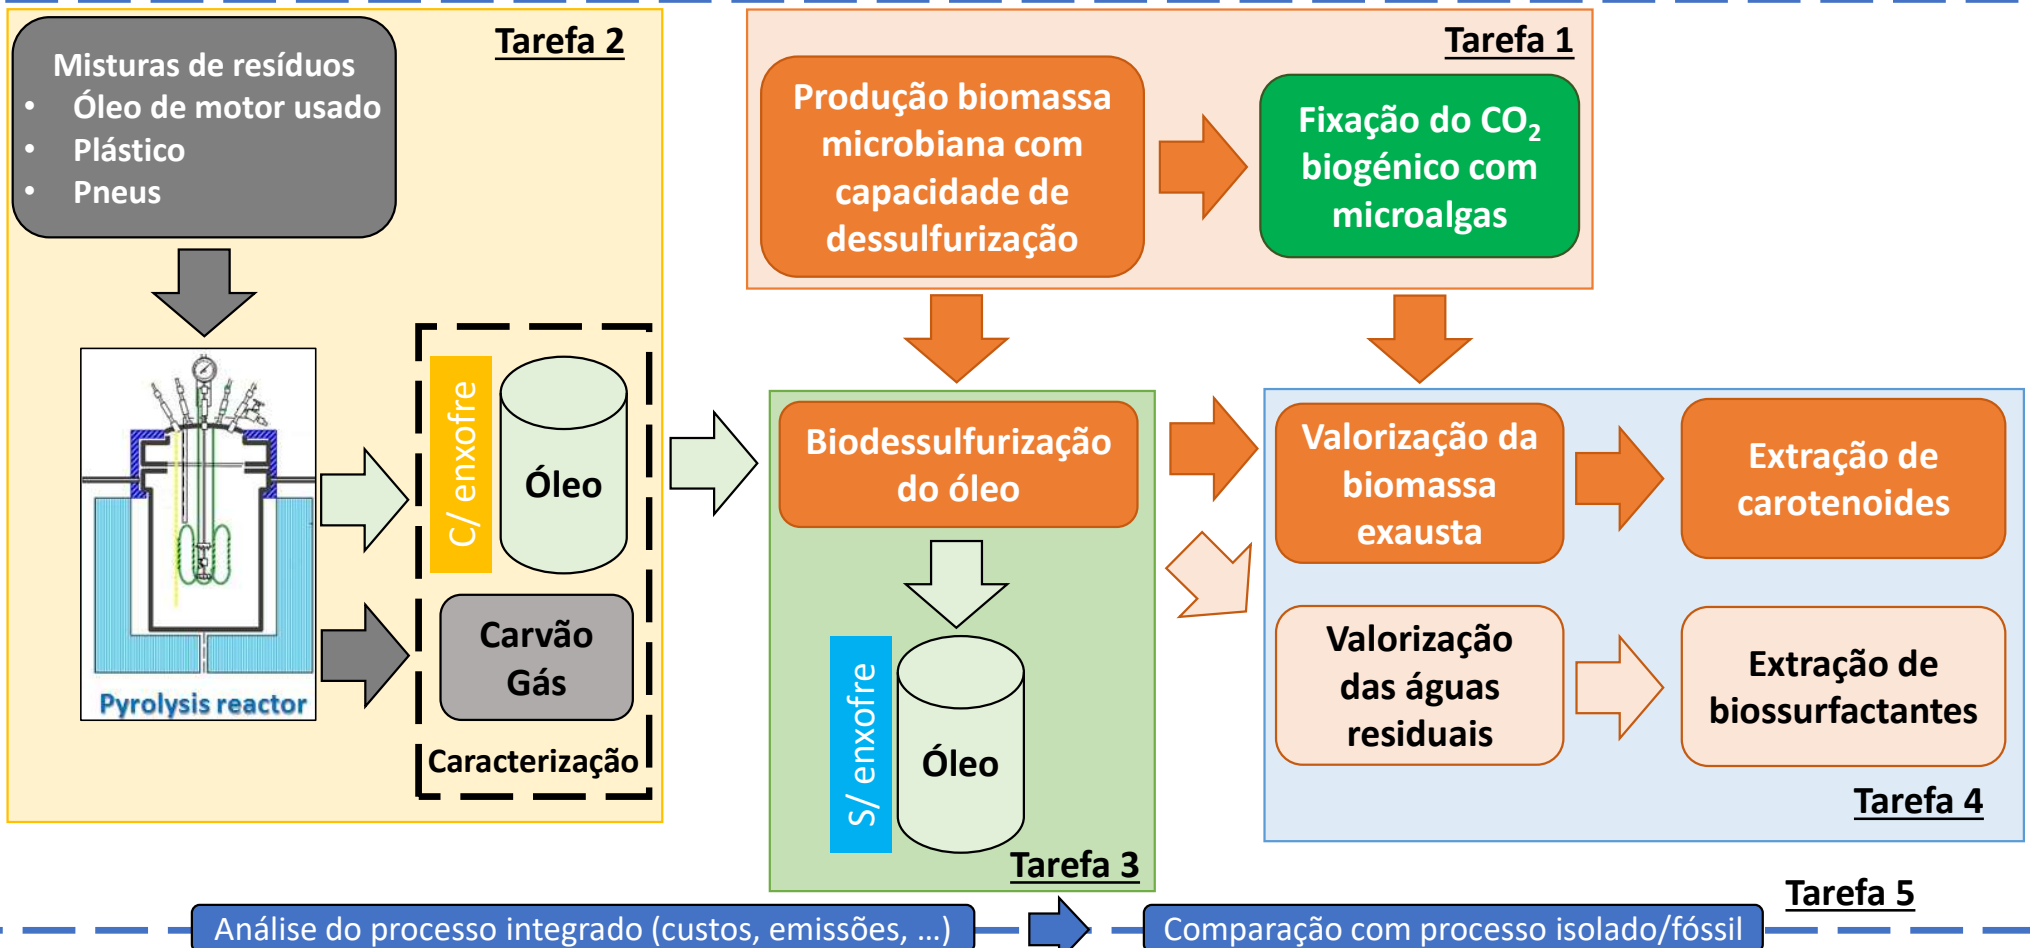 Tarefa 2
Misturas de resíduos
• Óleo de motor usado
• Plástico
• Pneus
Pyrolysis reactor
C/ enxofre
Óleo
Carvão
Gás
Caracterização
Tarefa 1
Produção biomassa
microbiana com
capacidade de
dessulfurização
Fixação do CO₂
biogénico com
microalgas
Biodessulfurização
do óleo
S/ enxofre
Óleo
Tarefa 3
Valorização da
biomassa
exausta
Extração de
carotenoides
Valorização
das águas
residuais
Extração de
biossurfactantes
Tarefa 4
Tarefa 5
Análise do processo integrado (custos, emissões, ...)
Comparação com processo isolado/fóssil